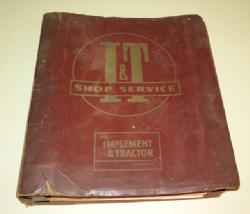 I&T
SHOP SERVICE
IMPLEMENT
& TRACTOR